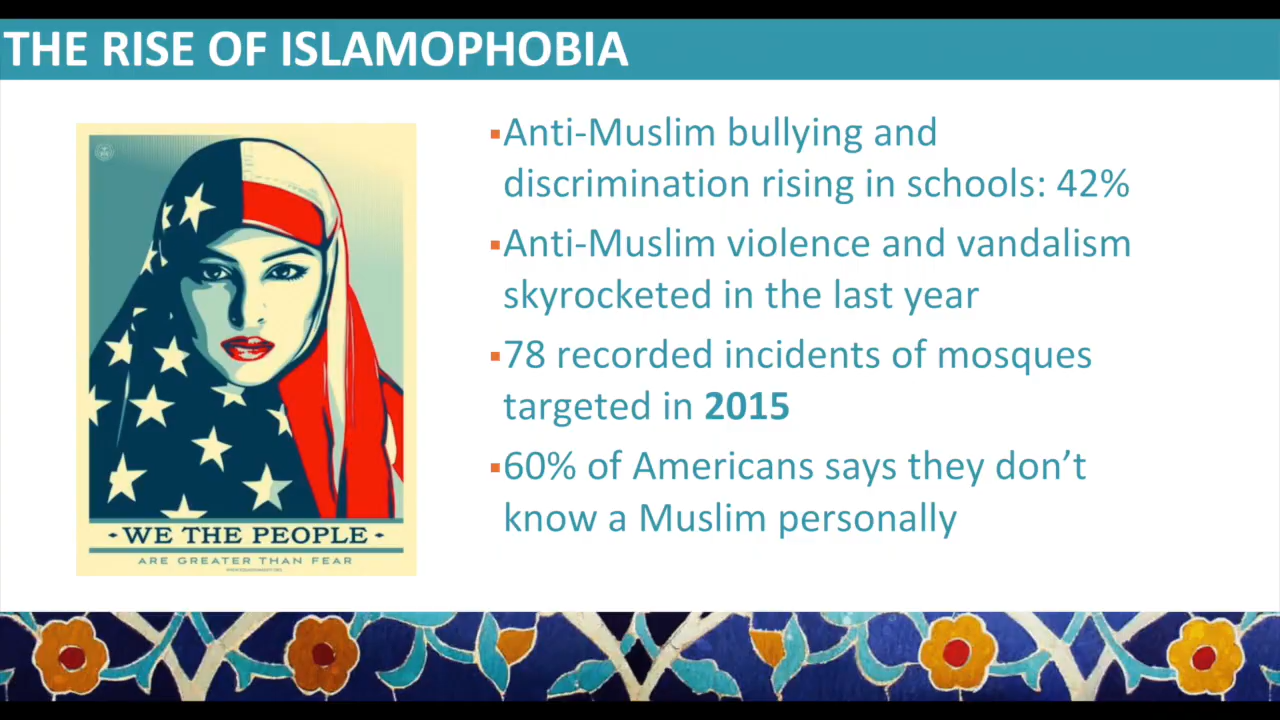 THE RISE OF ISLAMOPHOBIA
▪Anti-Muslim bullying and
discrimination rising in schools: 42%
▪Anti-Muslim violence and vandalism
skyrocketed in the last year
▪78 recorded incidents of mosques
targeted in 2015
▪60% of Americans says they don’t
know a Muslim personally
·WE THE PEOPLE·
ARE GREATER THAN FEAR